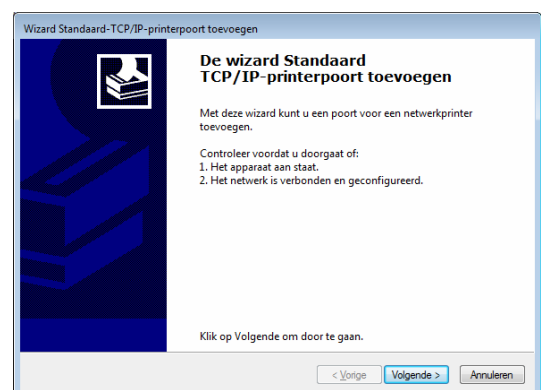 Wizard Standaard-TCP/IP-printerpoort toevoegen
De wizard Standaard
TCP/IP-printerpoort toevoegen
Met deze wizard kunt u een poort voor een netwerkprinter
toevoegen.
Controleer voordat u doorgaat of:
1. Het apparaat aan staat.
2. Het netwerk is verbonden en geconfigureerd.
Klik op Volgende om door te gaan.
< Vorige Volgende > Annuleren